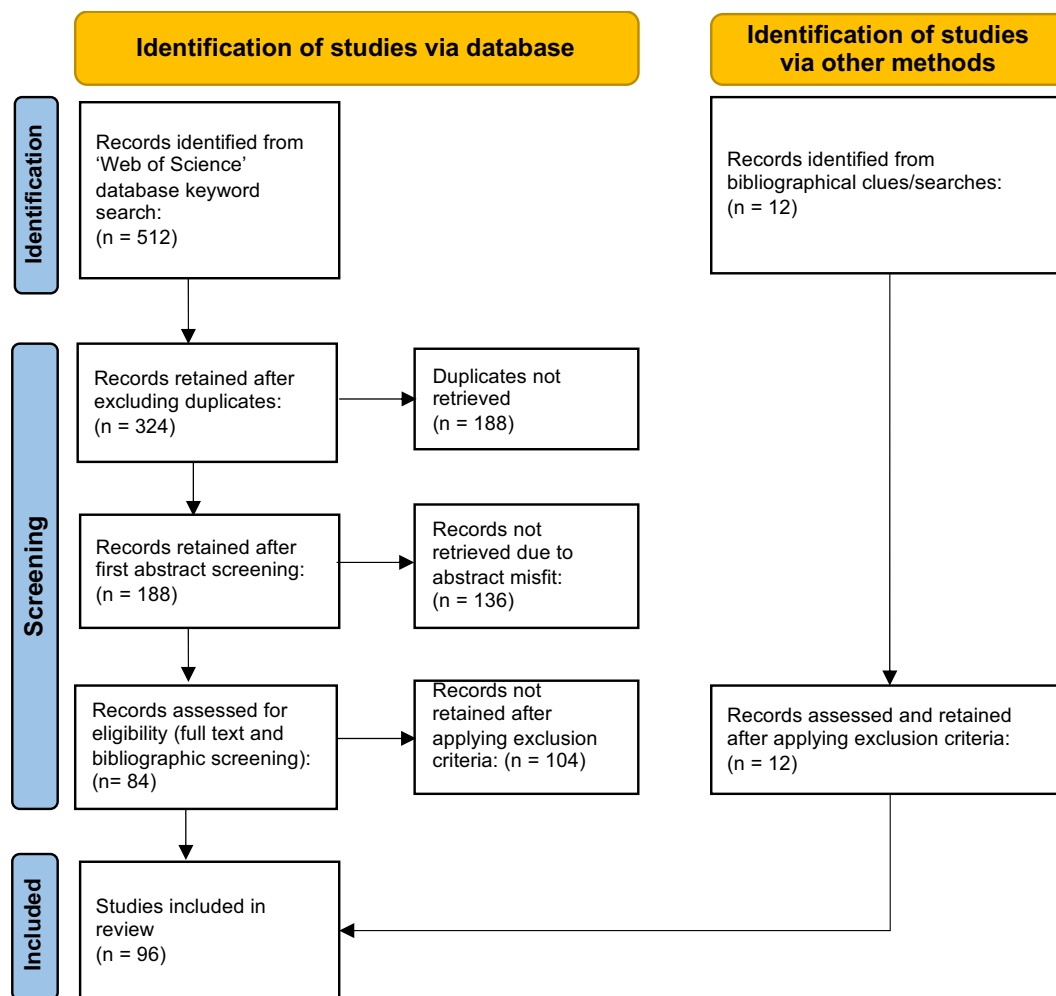 Identification of studies via database
Identification of studies
via other methods
Identification
Records identified from
‘Web of Science’
database keyword
search:
(n = 512)
Records identified from
bibliographical clues/searches:
(n = 12)
Screening
Records retained after
excluding duplicates:
(n = 324)
Duplicates not
retrieved
(n = 188)
Records retained after
first abstract screening:
(n = 188)
Records not
retrieved due to
abstract misfit:
(n = 136)
Records assessed for
eligibility (full text and
bibliographic screening):
(n= 84)
Records not
retained after
applying exclusion
criteria: (n = 104)
Records assessed and retained
after applying exclusion criteria:
(n = 12)
Included
Studies included in
review
(n = 96)